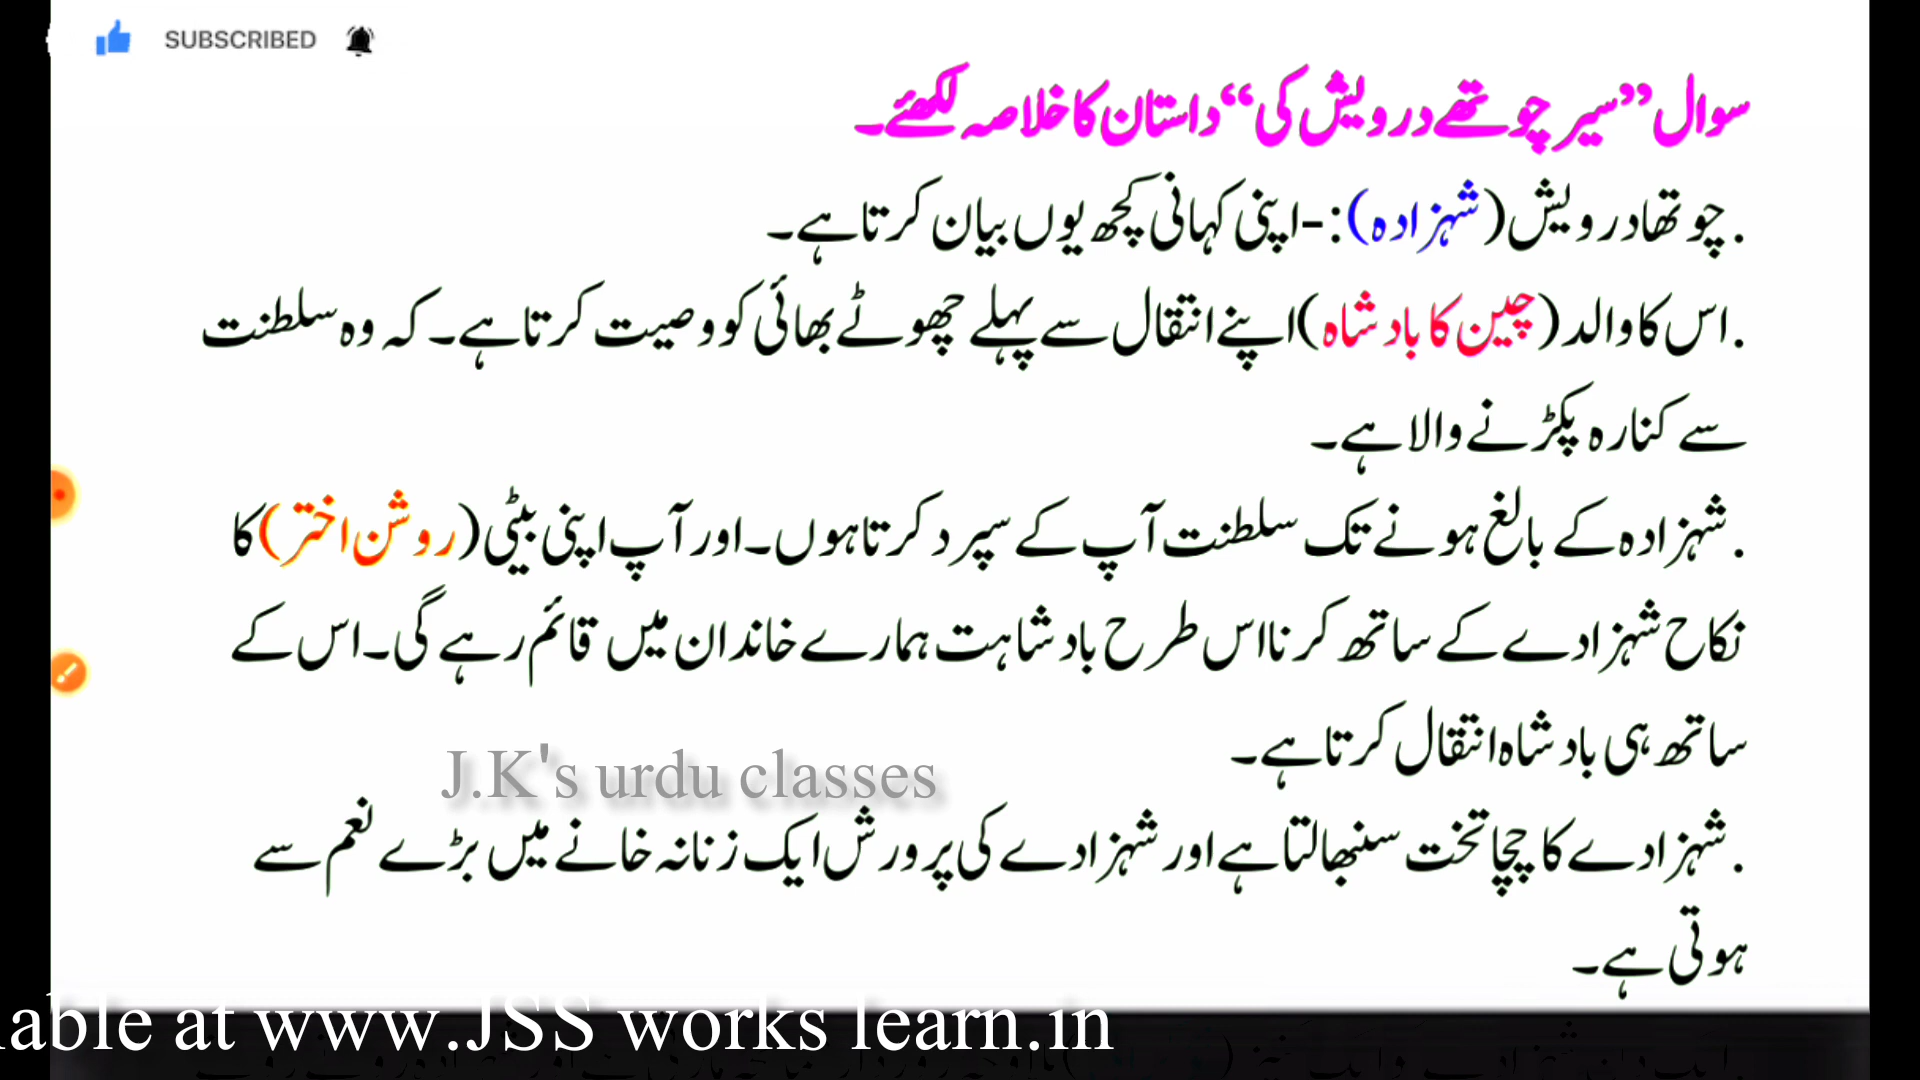 SUBSCRIBED
سوال ”سیر چوتھے درویش کی“ داستان کا خلاصہ لکھئے۔
. چوتھا درویش (شہزادہ) :- اپنی کہانی کچھ یوں بیان کرتا ہے۔
. اس کا والد (چین کا بادشاہ) اپنے انتقال سے پہلے چھوٹے بھائی کو وصیت کرتا ہے۔ کہ وہ سلطنت
سے کنارہ پکڑنے والا ہے۔
. شہزادہ کے بالغ ہونے تک سلطنت آپ کے سپرد کرتا ہوں۔ اور آپ اپنی بیٹی (روشن اختر) کا
نکاح شہزادے کے ساتھ کرنا اس طرح بادشاہت ہمارے خاندان میں قائم رہے گی۔ اس کے
ساتھ ہی بادشاہ انتقال کرتا ہے۔
J.K's urdu classes
. شہزادے کا چچا تخت سنبھالتا ہے اور شہزادے کی پرورش ایک زنانہ خانے میں بڑے نعم سے
ہوتی ہے۔
lable at www.JSS works learn.in